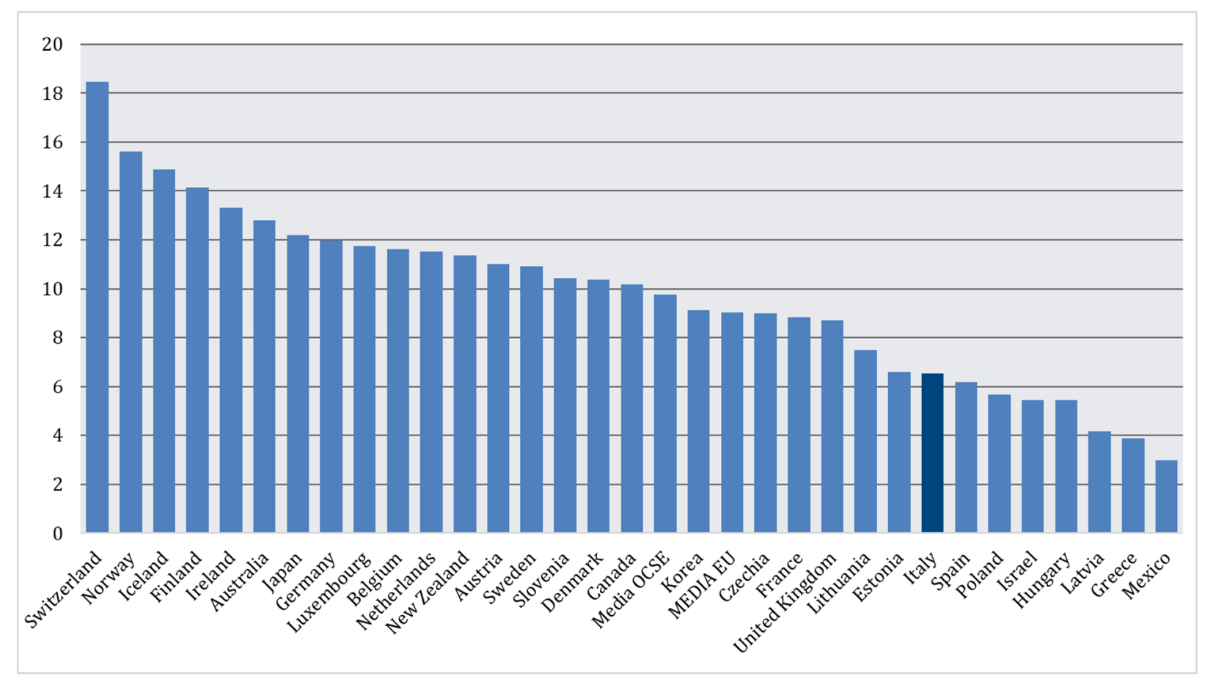 20
18
16
14
12
10
8
6
4
2
0
Switzerland
Norway
Iceland
Finland
Ireland
Australia
Japan
Germany
Luxembourg
Belgium
Netherlands
New Zealand
Austria
Sweden
Slovenia
Denmark
Canada
Media OCSE
Korea
MEDIA EU
Czechia
France
United Kingdom
Lithuania
Estonia
Italy
Spain
Poland
Israel
Hungary
Latvia
Greece
Mexico